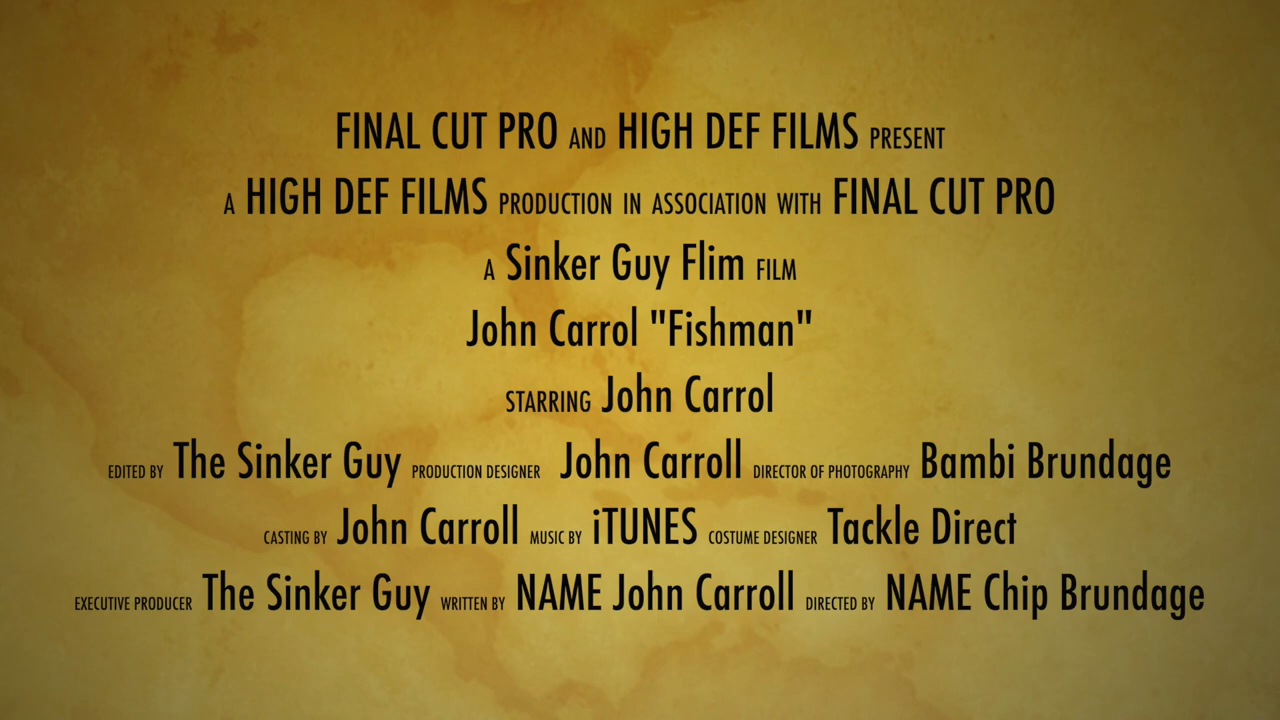 FINAL CUT PRO AND HIGH DEF FILMS PRESENT
A HIGH DEF FILMS PRODUCTION IN ASSOCIATION WITH FINAL CUT PRO
A Sinker Guy Flim FILM
John Carrol "Fishman"
STARRING John Carrol
EDITED BY The Sinker Guy PRODUCTION DESIGNER John Carroll DIRECTOR OF PHOTOGRAPHY Bambi Brundage
CASTING BY John Carroll MUSIC BY iTUNES COSTUME DESIGNER Tackle Direct
EXECUTIVE PRODUCER The Sinker Guy WRITTEN BY NAME John Carroll DIRECTED BY NAME Chip Brundage